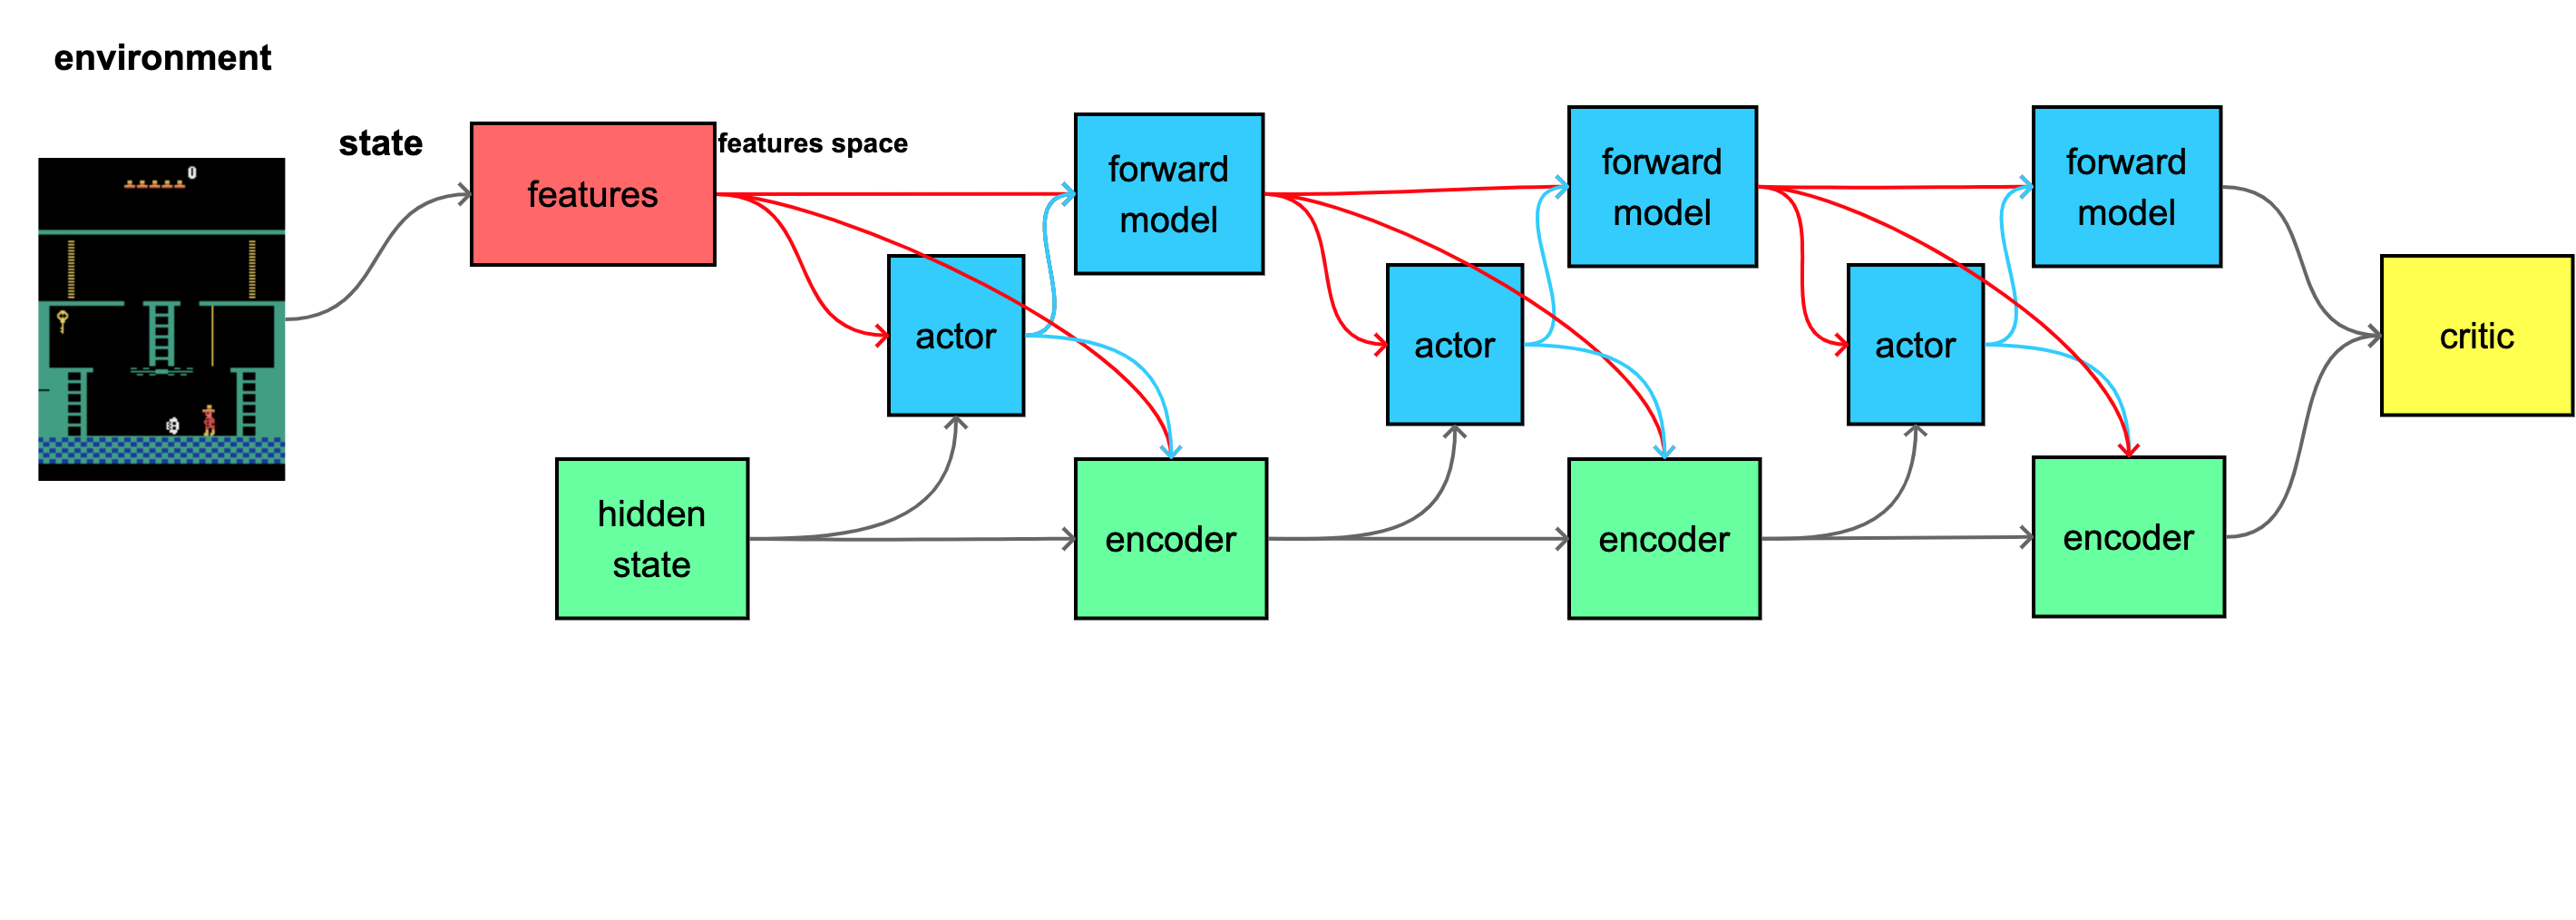 environment
state
features
features space
forward
model
forward
model
forward
model
0
actor
actor
actor
critic
hidden
state
encoder
encoder
encoder